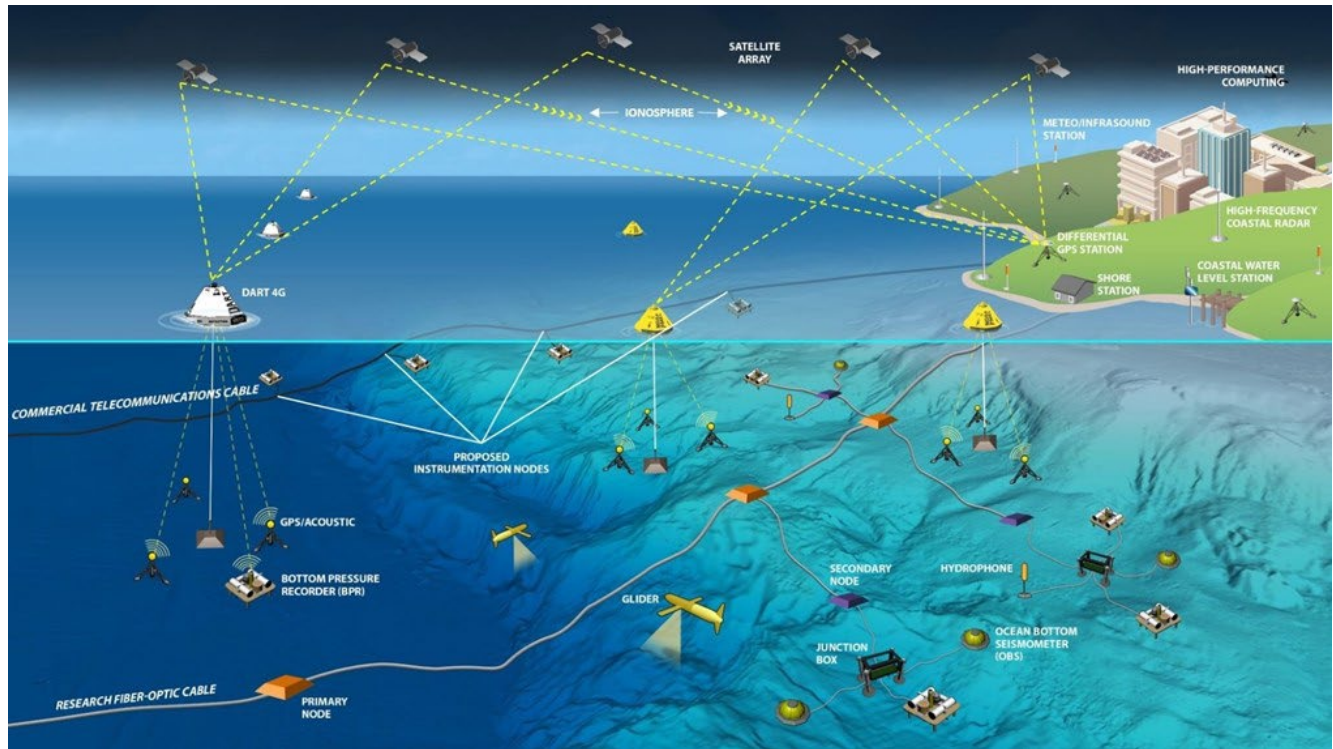 SATELLITE
ARRAY
HIGH-PERFORMANCE
COMPUTING
IONOSPHERE
METEO/INFRASOUND
STATION
HIGH-FREQUENCY
COASTAL RADAR
DIFFERENTIAL
GPS STATION
COASTAL WATER
LEVEL STATION
SHORE
STATION
DART 4G
DART
COMMERCIAL TELECOMMUNICATIONS CABLE
PROPOSED
INSTRUMENTATION NODES
GPS/ACOUSTIC
BOTTOM PRESSURE
RECORDER (BPR)
GLIDER
SECONDARY
NODE
HYDROPHONE
JUNCTION
BOX
OCEAN BOTTOM
SEISMOMETER
(OBS)
RESEARCH FIBER-OPTIC CABLE
PRIMARY
NODE